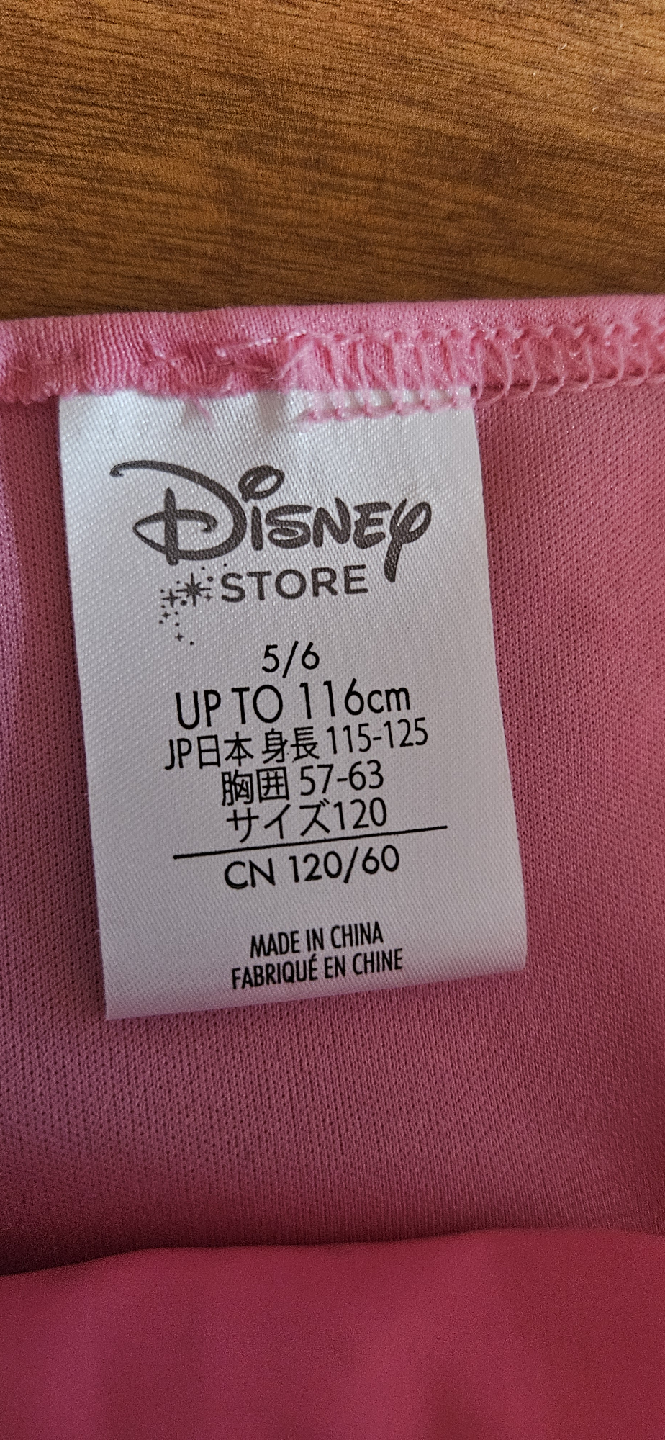 Disney
STORE
5/6
UP TO 116cm
JP日本 身長 115-125
胸囲 57-63
サイズ120
CN 120/60
MADE IN CHINA
FABRIQUÉ EN CHINE